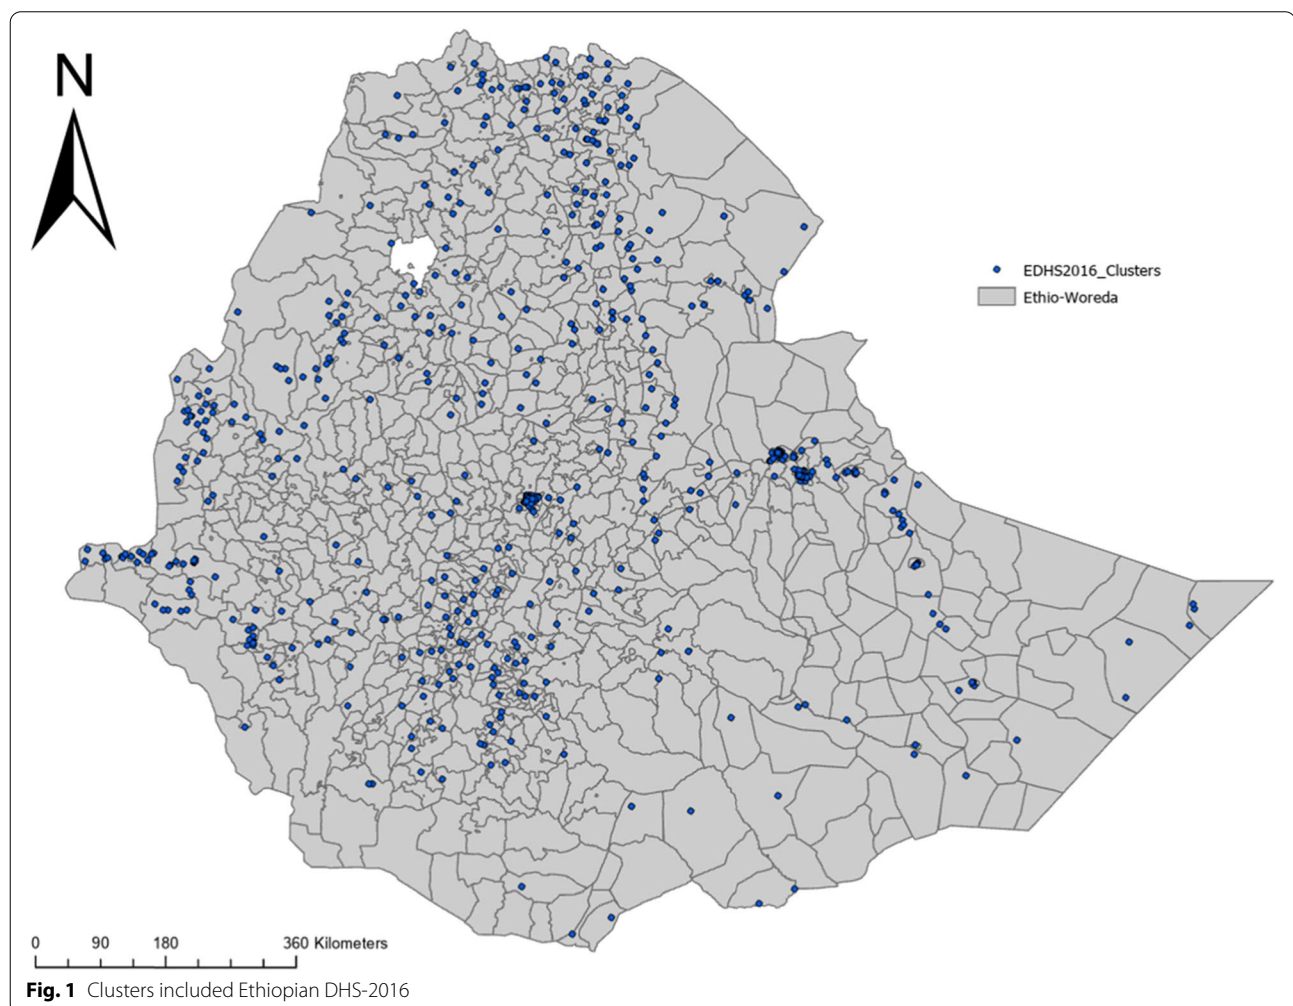 N
EDHS2016_Clusters
Ethio-Woreda
0 90 180 360 Kilometers
Fig. 1 Clusters included Ethiopian DHS-2016